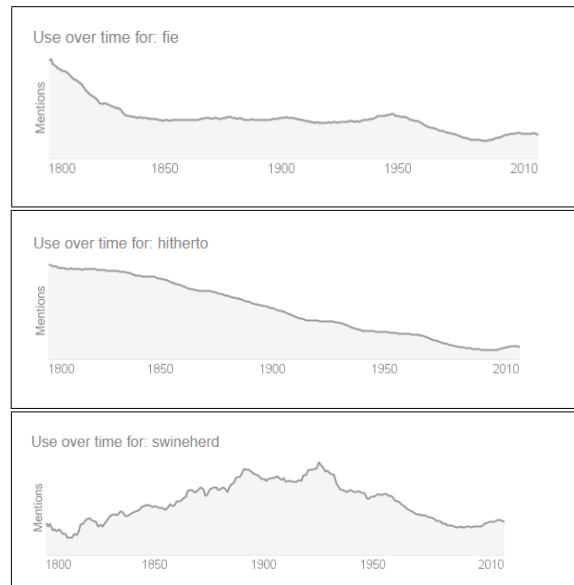 Use over time for: fie
Mentions
1800 1850 1900 1950 2010
Use over time for: hitherto
Mentions
1800 1850 1900 1950 2010
Use over time for: swineherd
Mentions
1800 1850 1900 1950 2010